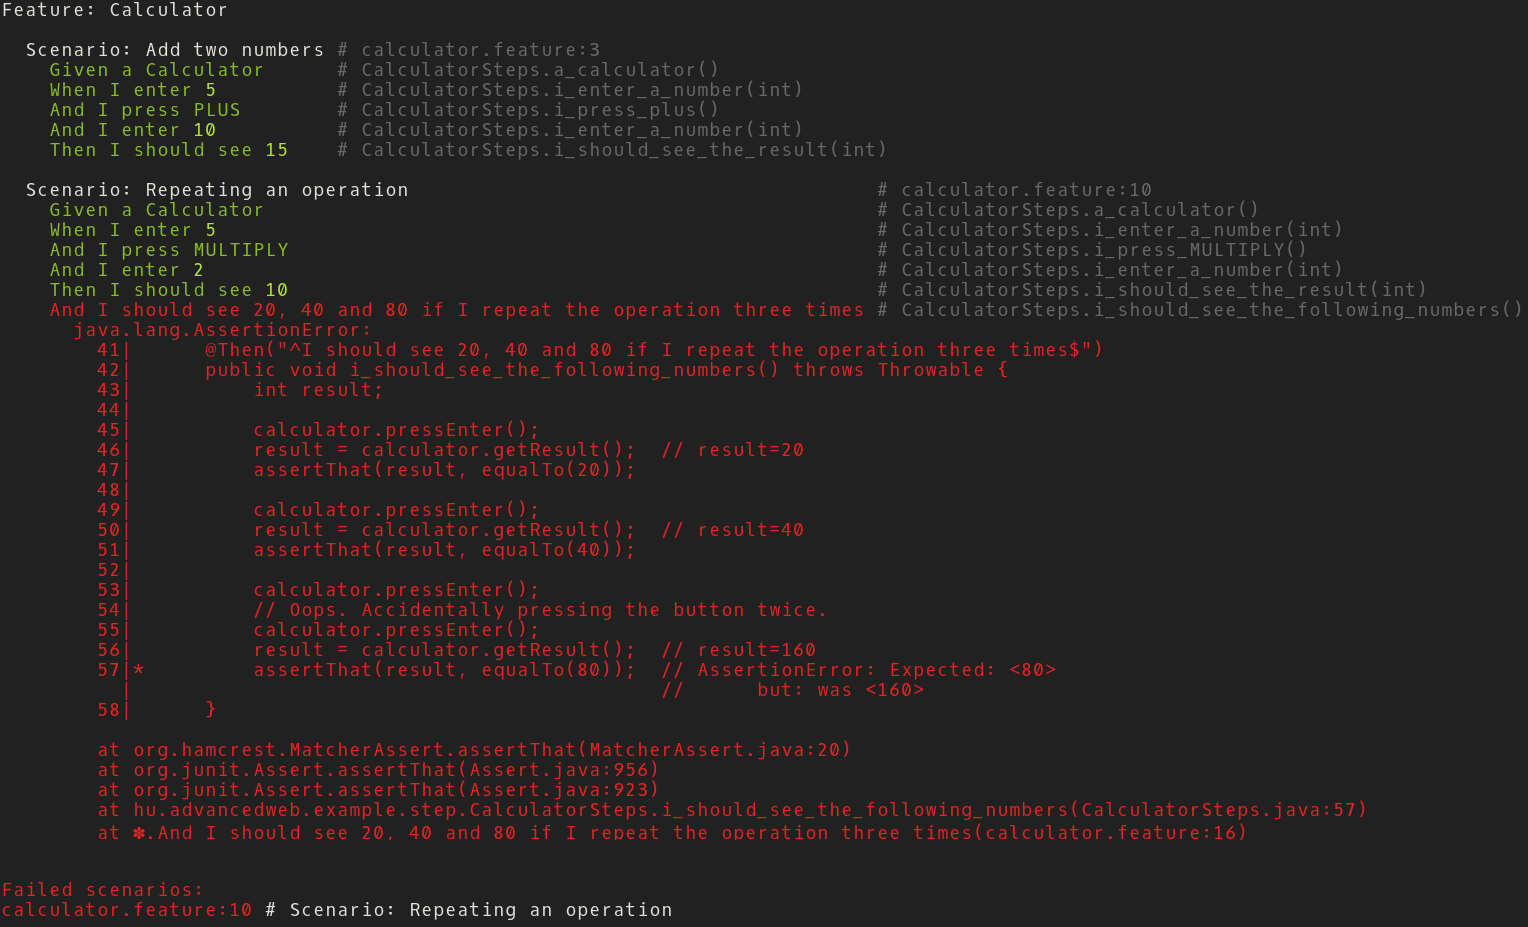 Feature: Calculator

  Scenario: Add two numbers # calculator.feature:3
    Given a Calculator      # CalculatorSteps.a_calculator()
    When I enter 5          # CalculatorSteps.i_enter_a_number(int)
    And I press PLUS        # CalculatorSteps.i_press_plus()
    And I enter 10          # CalculatorSteps.i_enter_a_number(int)
    Then I should see 15    # CalculatorSteps.i_should_see_the_result(int)

  Scenario: Repeating an operation                                       # calculator.feature:10
    Given a Calculator                                                   # CalculatorSteps.a_calculator()
    When I enter 5                                                       # CalculatorSteps.i_enter_a_number(int)
    And I press MULTIPLY                                                 # CalculatorSteps.i_press_MULTIPLY()
    And I enter 2                                                        # CalculatorSteps.i_enter_a_number(int)
    Then I should see 10                                                 # CalculatorSteps.i_should_see_the_result(int)
    And I should see 20, 40 and 80 if I repeat the operation three times # CalculatorSteps.i_should_see_the_following_numbers()
      java.lang.AssertionError:
        41|      @Then("^I should see 20, 40 and 80 if I repeat the operation three times$")
        42|      public void i_should_see_the_following_numbers() throws Throwable {
        43|          int result;
        44|
        45|          calculator.pressEnter();
        46|          result = calculator.getResult();  // result=20
        47|          assertThat(result, equalTo(20));
        48|
        49|          calculator.pressEnter();
        50|          result = calculator.getResult();  // result=40
        51|          assertThat(result, equalTo(40));
        52|
        53|          calculator.pressEnter();
        54|          // Oops. Accidentally pressing the button twice.
        55|          calculator.pressEnter();
        56|          result = calculator.getResult();  // result=160
        57|*         assertThat(result, equalTo(80));  // AssertionError: Expected: <80>
          |                                            //      but: was <160>
        58|      }

        at org.hamcrest.MatcherAssert.assertThat(MatcherAssert.java:20)
        at org.junit.Assert.assertThat(Assert.java:956)
        at org.junit.Assert.assertThat(Assert.java:923)
        at hu.advancedweb.example.step.CalculatorSteps.i_should_see_the_following_numbers(CalculatorSteps.java:57)
        at ✽.And I should see 20, 40 and 80 if I repeat the operation three times(calculator.feature:16)

Failed scenarios:
calculator.feature:10 # Scenario: Repeating an operation